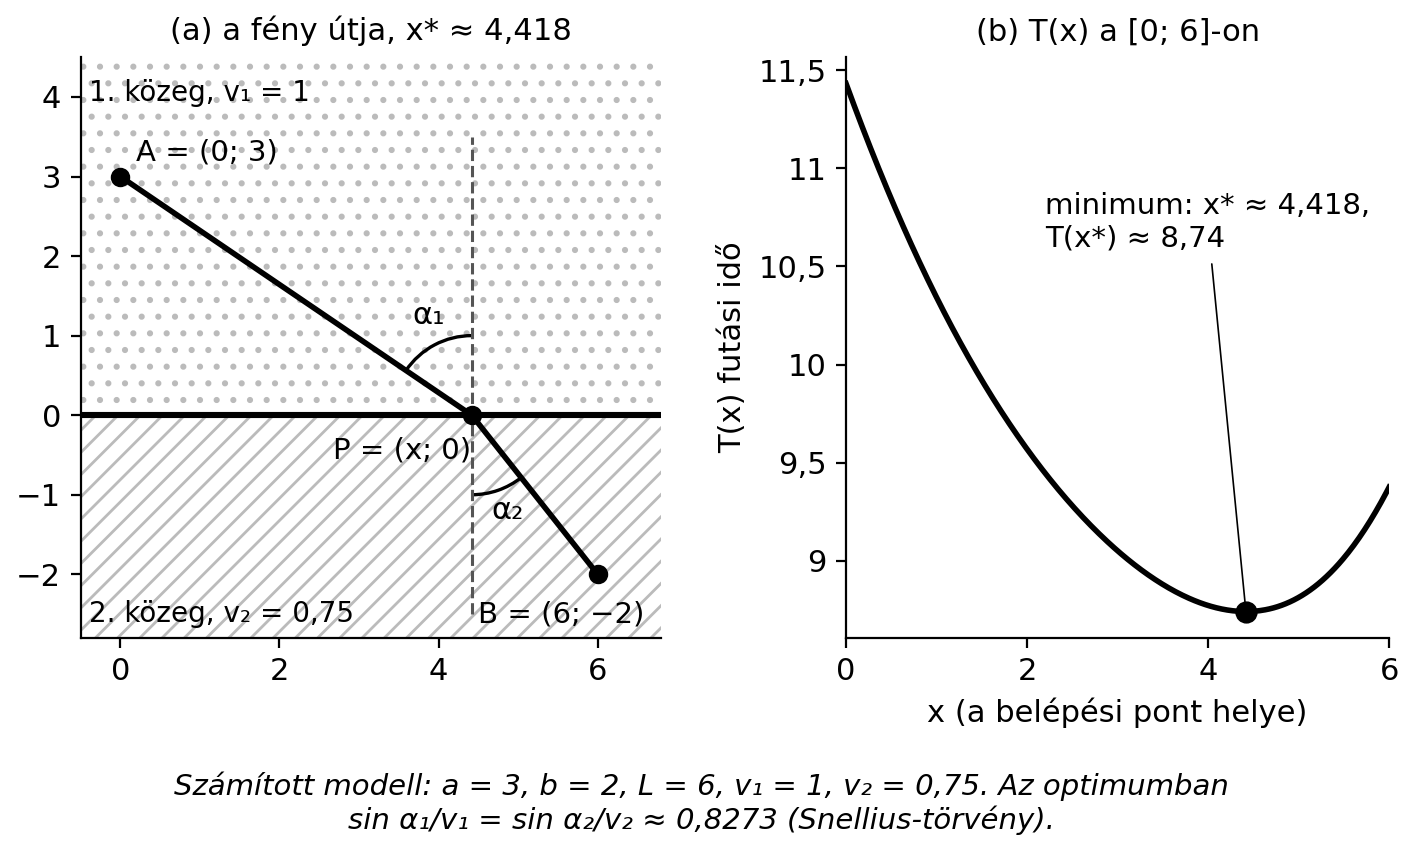 (a) a fény útja, x* ≈ 4,418
4
3
2
1
0
−1
−2
1. közeg, v₁ = 1
A = (0; 3)
α₁
P = (x; 0)
α₂
2. közeg, v₂ = 0,75
B = (6; −2)
0 2 4 6
(b) T(x) a [0; 6]-on
T(x) futási idő
11,5
11
10,5
10
9,5
9
minimum: x* ≈ 4,418,
T(x*) ≈ 8,74
0 2 4 6
x (a belépési pont helye)
Számított modell: a = 3, b = 2, L = 6, v₁ = 1, v₂ = 0,75. Az optimumban
sin α₁/v₁ = sin α₂/v₂ ≈ 0,8273 (Snellius-törvény).